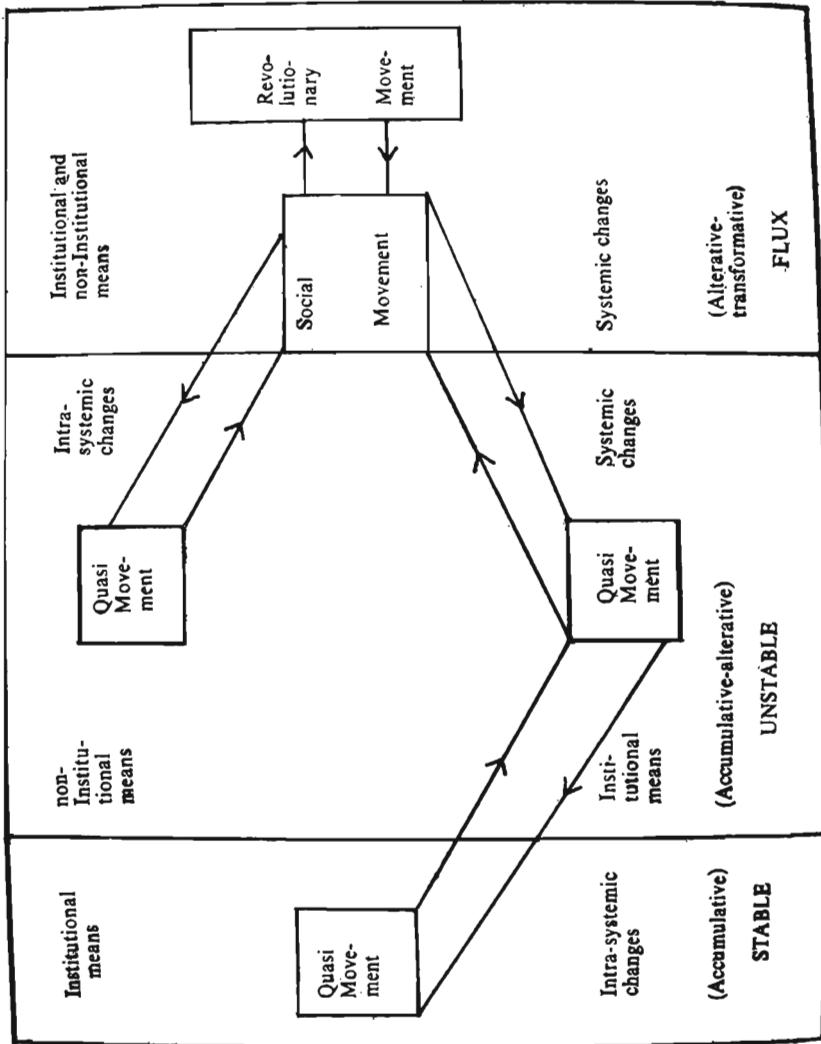 Institutional
means
Quasi
Move-
ment
Intra-systemic
changes
(Accumulative)
STABLE
non-
Institu-
tional
means
Quasi
Move-
ment
Intra-
systemic
changes
Insti-
tutional
means
Quasi
Move-
ment
Systemic
changes
(Accumulative-alterative)
UNSTABLE
Institutional and
non-Institutional
means
Social
Movement
Revo-
lutio-
nary
Move-
ment
Systemic changes
(Alterative-
transformative)
FLUX